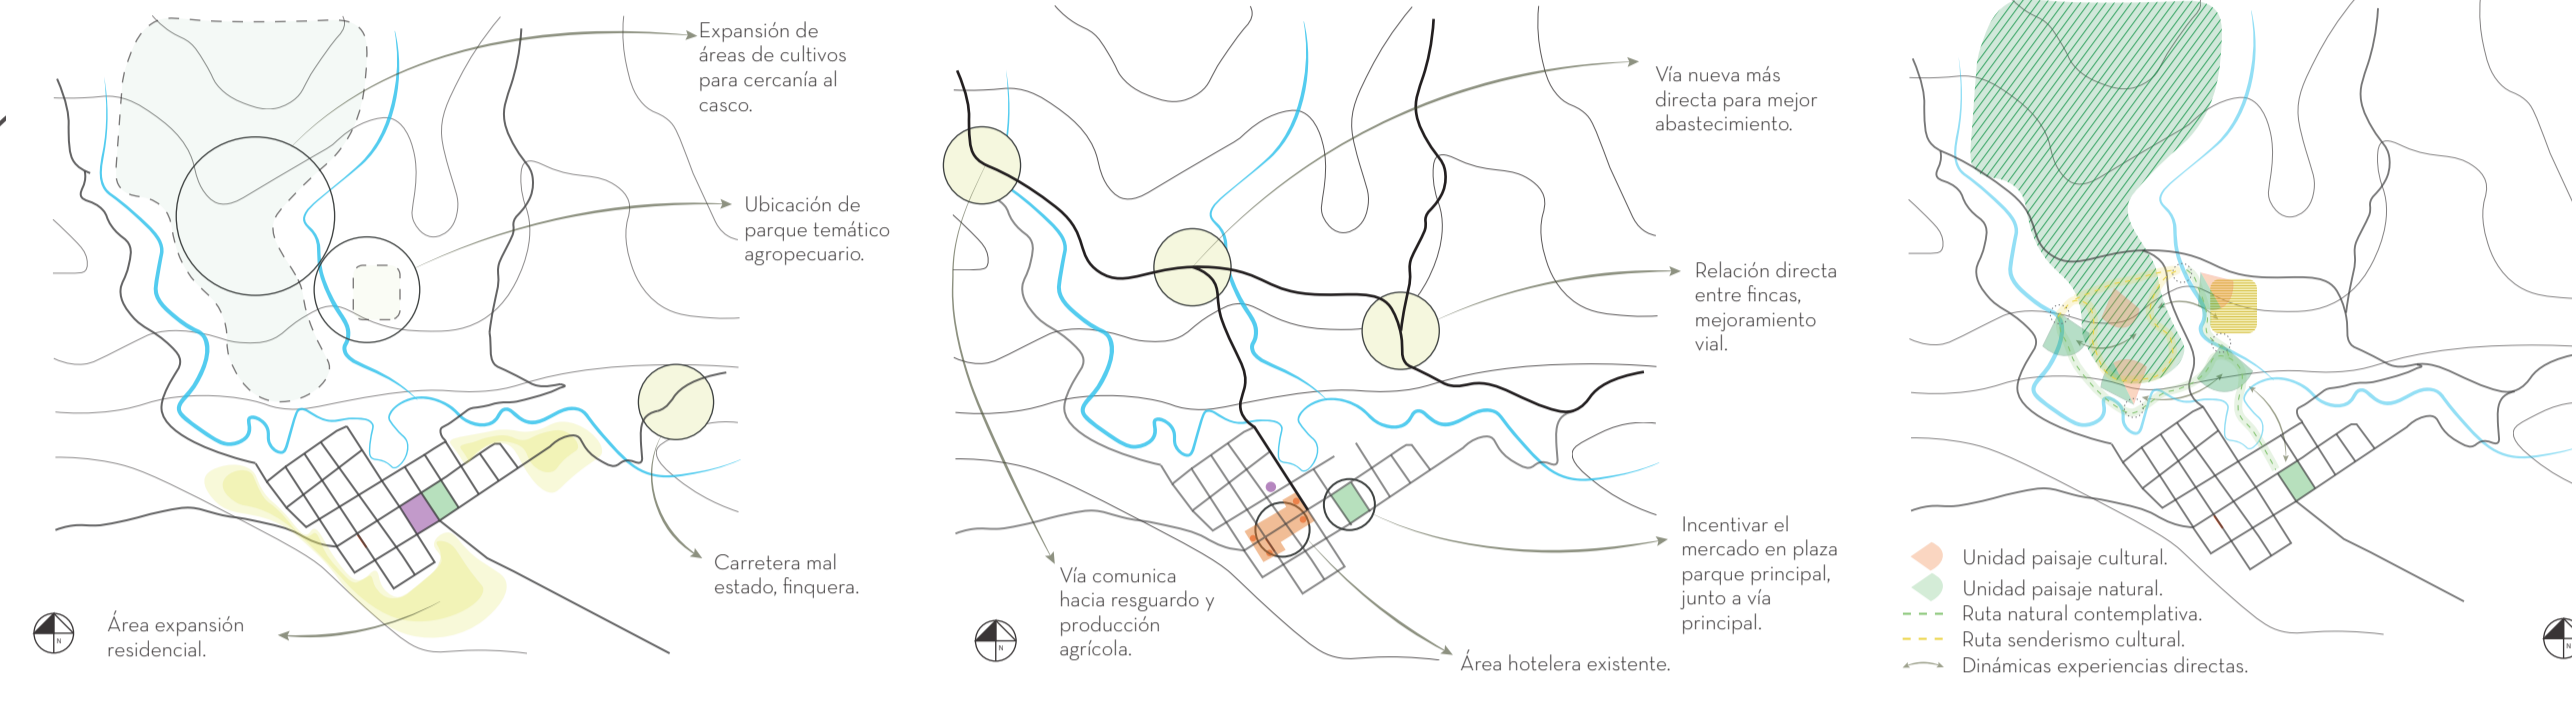 Expansión de
áreas de cultivos
para cercanía al
casco.
Ubicación de
parque temático
agropecuario.
Carretera mal
estado, finquera.
Área expansión
residencial.
N
Vía nueva más
directa para mejor
abastecimiento.
Relación directa
entre fincas,
mejoramiento
vial.
Incentivar el
mercado en plaza
parque principal,
junto a vía
principal.
Vía comunica
hacia resguardo y
producción
agrícola.
Área hotelera existente.
N
Unidad paisaje cultural.
Unidad paisaje natural.
Ruta natural contemplativa.
Ruta senderismo cultural.
Dinámicas experiencias directas.
N